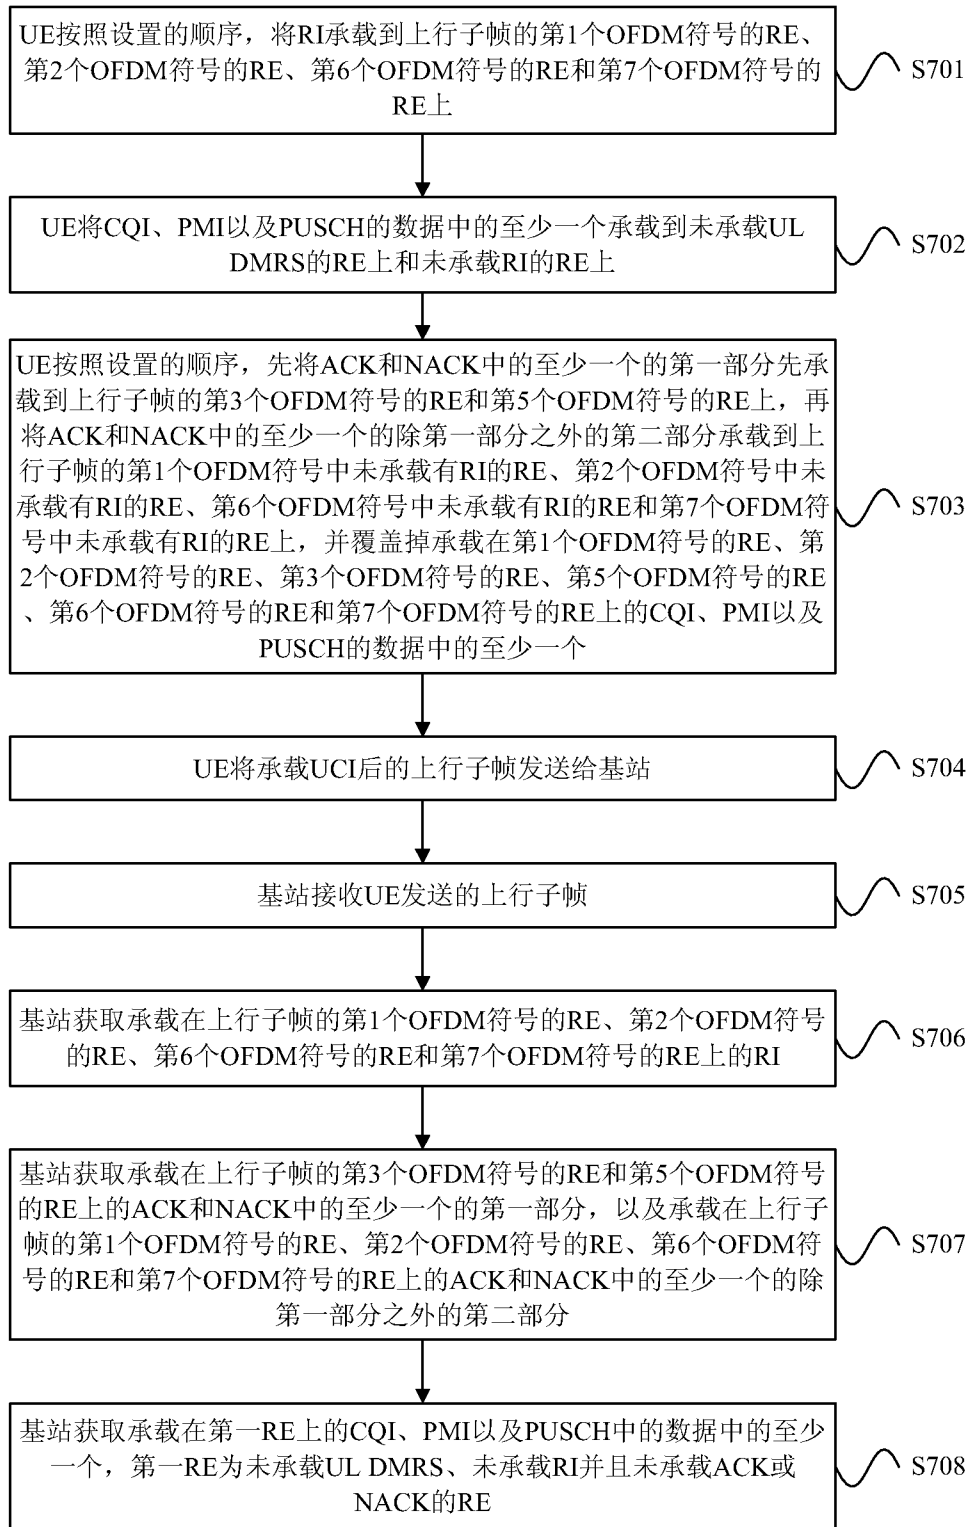 UE按照设置的顺序，将RI承载到上行子帧的第1个OFDM符号的RE、
第2个OFDM符号的RE、第6个OFDM符号的RE和第7个OFDM符号的
RE上
S701
UE将CQI、PMI以及PUSCH的数据中的至少一个承载到未承载UL
DMRS的RE上和未承载RI的RE上
S702
UE按照设置的顺序，先将ACK和NACK中的至少一个的第一部分先承
载到上行子帧的第3个OFDM符号的RE和第5个OFDM符号的RE上，再
将ACK和NACK中的至少一个的除第一部分之外的第二部分承载到上
行子帧的第1个OFDM符号中未承载有RI的RE、第2个OFDM符号中未
承载有RI的RE、第6个OFDM符号中未承载有RI的RE和第7个OFDM符
号中未承载有RI的RE上，并覆盖掉承载在第1个OFDM符号的RE、第
2个OFDM符号的RE、第3个OFDM符号的RE、第5个OFDM符号的RE
、第6个OFDM符号的RE和第7个OFDM符号的RE上的CQI、PMI以及
PUSCH的数据中的至少一个
S703
UE将承载UCI后的上行子帧发送给基站
S704
基站接收UE发送的上行子帧
S705
基站获取承载在上行子帧的第1个OFDM符号的RE、第2个OFDM符号
的RE、第6个OFDM符号的RE和第7个OFDM符号的RE上的RI
S706
基站获取承载在上行子帧的第3个OFDM符号的RE和第5个OFDM符号
的RE上的ACK和NACK中的至少一个的第一部分，以及承载在上行子
帧的第1个OFDM符号的RE、第2个OFDM符号的RE、第6个OFDM符
号的RE和第7个OFDM符号的RE上的ACK和NACK中的至少一个的除
第一部分之外的第二部分
S707
基站获取承载在第一RE上的CQI、PMI以及PUSCH中的数据中的至少
一个，第一RE为未承载UL DMRS、未承载RI并且未承载ACK或
NACK的RE
S708